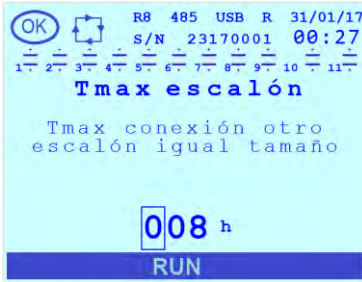 OK R8 485 USB R 31/01/17
S/N 23170001 00:27
1 2 3 4 5 6 7 8 9 10 11
Tmax escalón
Tmax conexión otro
escalón igual tamaño
008 h
RUN